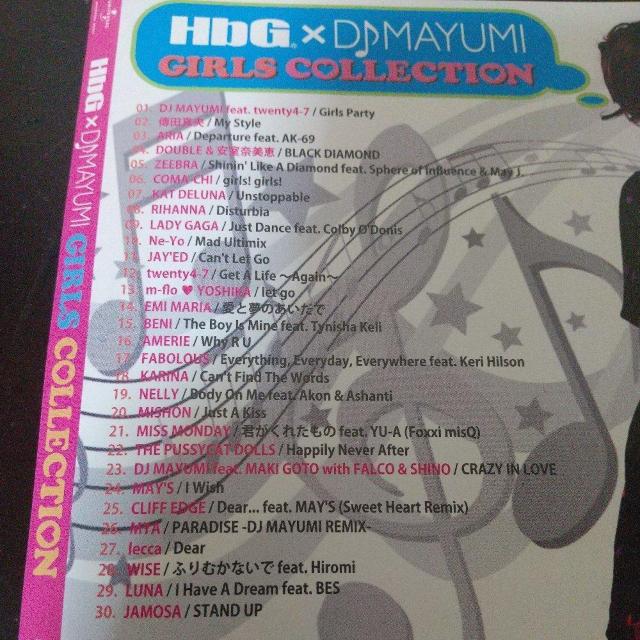 HbG × DJ MAYUMI
GIRLS COLLECTION
01. DJ MAYUMI feat. twenty4-7 / Girls Party
02. 傳田真央 / My Style
03. ARIA / Departure feat. AK-69
04. DOUBLE & 安室奈美恵 / BLACK DIAMOND
05. ZEEBRA / Shinin' Like A Diamond feat. Sphere of Influence & May J.
06. COMA-CHI / girls! girls!
07. KAT DELUNA / Unstoppable
08. RIHANNA / Disturbia
09. LADY GAGA / Just Dance feat. Colby O'Donis
10. Ne-Yo / Mad Ultimix
11. JAY'ED / Can't Let Go
12. twenty4-7 / Get A Life ～Again～
13. m-flo ♥ YOSHIKA / let go
14. EMI MARIA / 愛と夢のあいだで
15. BENI / The Boy Is Mine feat. Tynisha Keli
16. AMERIE / Why R U
17. FABOLOUS / Everything, Everyday, Everywhere feat. Keri Hilson
18. KARINA / Can't Find The Words
19. NELLY / Body On Me feat. Akon & Ashanti
20. MISHON / Just A Kiss
21. MISS MONDAY / 君がくれたもの feat. YU-A (Foxxi misQ)
22. THE PUSSYCAT DOLLS / Happily Never After
23. DJ MAYUMI feat. MAKI GOTO with FALCO & SHINO / CRAZY IN LOVE
24. MAY'S / I Wish
25. CLIFF EDGE / Dear... feat. MAY'S (Sweet Heart Remix)
26. MYA / PARADISE -DJ MAYUMI REMIX-
27. lecca / Dear
28. WISE / ふりむかないで feat. Hiromi
29. LUNA / I Have A Dream feat. BES
30. JAMOSA / STAND UP
HbG × DJ MAYUMI GIRLS COLLECTION